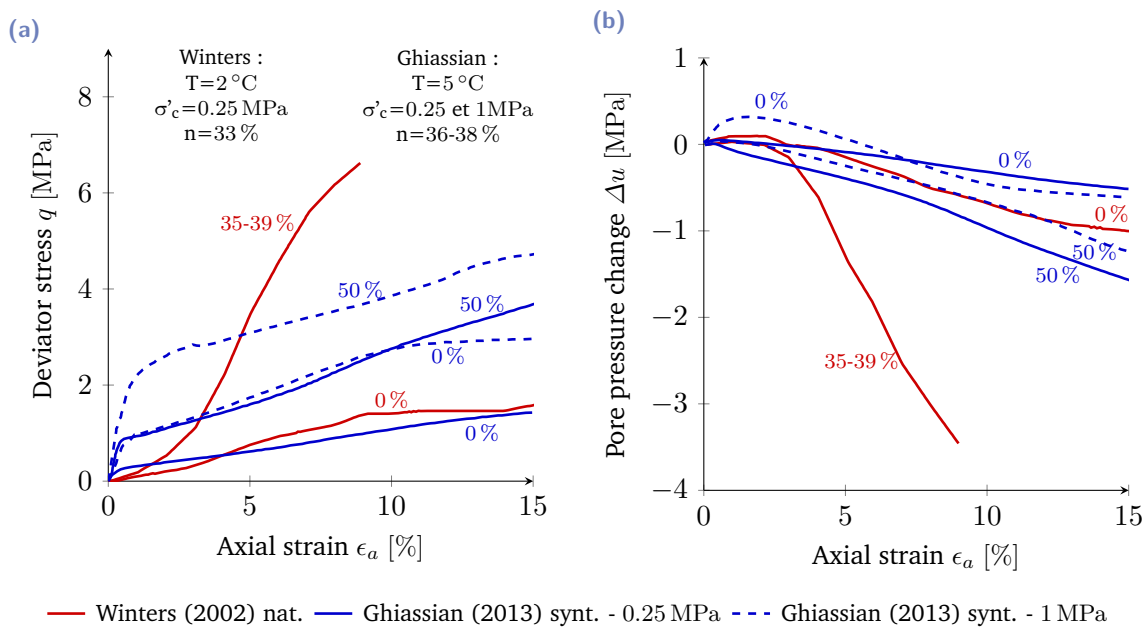 (a)
Winters :
T=2 °C
σ'c=0.25 MPa
n=33 %
Ghiassian :
T=5 °C
σ'c=0.25 et 1MPa
n=36-38 %
Deviator stress q [MPa]
8
6
4
2
0
35-39 %
50 %
50 %
0 %
0 %
0 %
0
5
10
15
Axial strain ϵa [%]
(b)
Pore pressure change Δu [MPa]
1
0
−1
−2
−3
−4
0 %
0 %
0 %
50 %
50 %
35-39 %
0
5
10
15
Axial strain ϵa [%]
Winters (2002) nat.
Ghiassian (2013) synt. - 0.25 MPa
Ghiassian (2013) synt. - 1 MPa